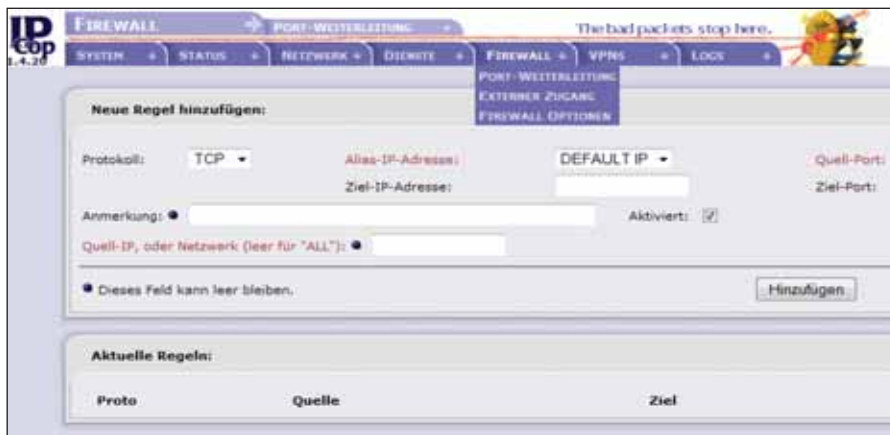 IP
Cop
1.4.20
FIREWALL
PORT-WEITERLEITUNG
The bad packets stop here.
SYSTEM
STATUS
NETZWERK
DIENSTE
FIREWALL
VPNS
LOGS
PORT-WEITERLEITUNG
EXTERNER ZUGANG
FIREWALL OPTIONEN
Neue Regel hinzufügen:
Protokoll: TCP Alias-IP-Adresse: DEFAULT IP Quell-Port:
Ziel-IP-Adresse: Ziel-Port:
Anmerkung: Aktiviert:
Quell-IP, oder Netzwerk (leer für "ALL"):
Dieses Feld kann leer bleiben. Hinzufügen
Aktuelle Regeln:
Proto Quelle Ziel